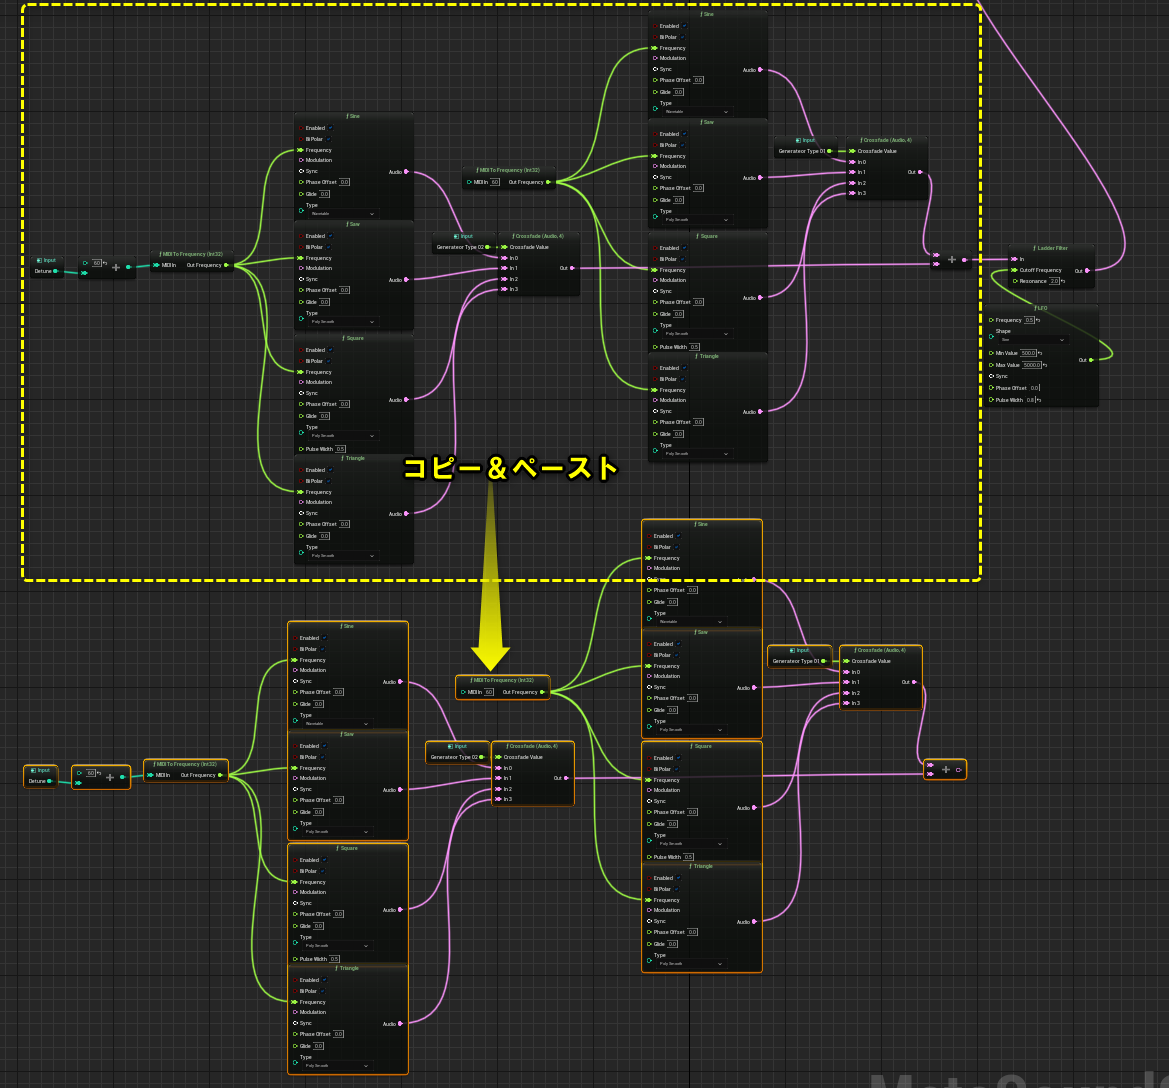 ƒ Sine
Enabled
Bi Polar
Frequency
Modulation
Sync
Audio
Phase Offset 0.0
Glide 0.0
Type
Wavetable
ƒ Saw
Enabled
Bi Polar
Frequency
Modulation
Sync
Audio
Phase Offset 0.0
Glide 0.0
Type
Poly Smooth
ƒ Square
Enabled
Bi Polar
Frequency
Modulation
Sync
Audio
Phase Offset 0.0
Glide 0.0
Type
Poly Smooth
Pulse Width 0.5
ƒ Triangle
Enabled
Bi Polar
Frequency
Modulation
Sync
Audio
Phase Offset 0.0
Glide 0.0
Type
Poly Smooth
Input
Generateor Type 01
ƒ Crossfade (Audio, 4)
Crossfade Value
In 0
In 1
Out
In 2
In 3
ƒ Sine
Enabled
Bi Polar
Frequency
Modulation
Sync
Audio
Phase Offset 0.0
Glide 0.0
Type
Wavetable
ƒ Saw
Enabled
Bi Polar
Frequency
Modulation
Sync
Audio
Phase Offset 0.0
Glide 0.0
Type
Poly Smooth
ƒ Square
Enabled
Bi Polar
Frequency
Modulation
Sync
Audio
Phase Offset 0.0
Glide 0.0
Type
Poly Smooth
Pulse Width 0.5
ƒ Triangle
Enabled
Bi Polar
Frequency
Modulation
Sync
Audio
Phase Offset 0.0
Glide 0.0
Type
Poly Smooth
ƒ MIDI To Frequency (Int32)
MIDI In 60 Out Frequency
Input
Generateor Type 02
ƒ Crossfade (Audio, 4)
Crossfade Value
In 0
In 1
Out
In 2
In 3
Input
Detune
60
+
ƒ MIDI To Frequency (Int32)
MIDI In Out Frequency
+
ƒ Ladder Filter
In
Cutoff Frequency Out
Resonance 2.0
ƒ LFO
Frequency 0.5
Shape
Saw
Min Value 500.0
Out
Max Value 5000.0
Sync
Phase Offset 0.0
Pulse Width 0.8
コピー＆ペースト
ƒ Sine
Enabled
Bi Polar
Frequency
Modulation
Sync
Audio
Phase Offset 0.0
Glide 0.0
Type
Wavetable
ƒ Saw
Enabled
Bi Polar
Frequency
Modulation
Sync
Audio
Phase Offset 0.0
Glide 0.0
Type
Poly Smooth
ƒ Square
Enabled
Bi Polar
Frequency
Modulation
Sync
Audio
Phase Offset 0.0
Glide 0.0
Type
Poly Smooth
Pulse Width 0.5
ƒ Triangle
Enabled
Bi Polar
Frequency
Modulation
Sync
Audio
Phase Offset 0.0
Glide 0.0
Type
Poly Smooth
Input
Generateor Type 01
ƒ Crossfade (Audio, 4)
Crossfade Value
In 0
In 1
Out
In 2
In 3
ƒ Sine
Enabled
Bi Polar
Frequency
Modulation
Sync
Audio
Phase Offset 0.0
Glide 0.0
Type
Wavetable
ƒ Saw
Enabled
Bi Polar
Frequency
Modulation
Sync
Audio
Phase Offset 0.0
Glide 0.0
Type
Poly Smooth
ƒ Square
Enabled
Bi Polar
Frequency
Modulation
Sync
Audio
Phase Offset 0.0
Glide 0.0
Type
Poly Smooth
Pulse Width 0.5
ƒ Triangle
Enabled
Bi Polar
Frequency
Modulation
Sync
Audio
Phase Offset 0.0
Glide 0.0
Type
Poly Smooth
ƒ MIDI To Frequency (Int32)
MIDI In 60 Out Frequency
Input
Generateor Type 02
ƒ Crossfade (Audio, 4)
Crossfade Value
In 0
In 1
Out
In 2
In 3
Input
Detune
60
+
ƒ MIDI To Frequency (Int32)
MIDI In Out Frequency
+